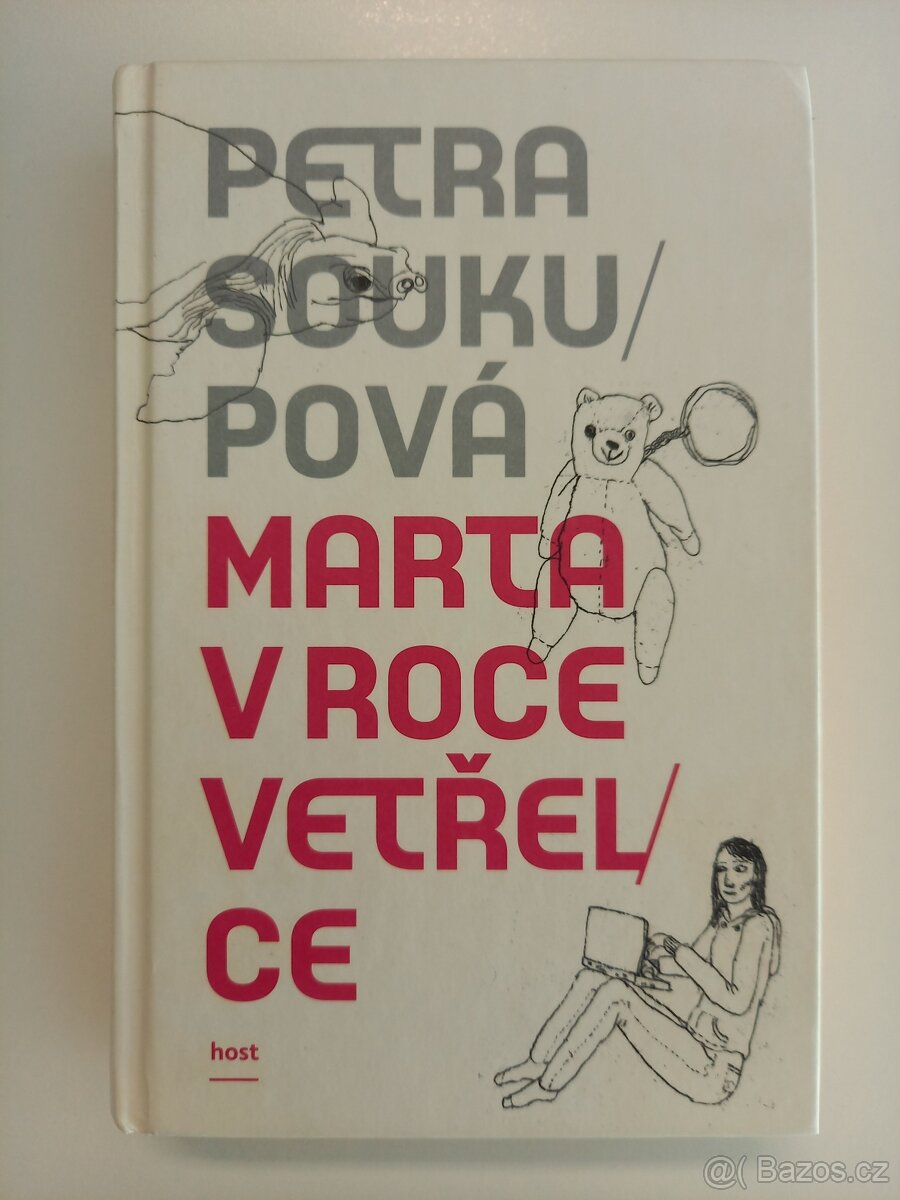 PETRA
SOUKU/
POVÁ
MARTA
V ROCE
VETŘEL/
CE
host
@( Bazos.cz